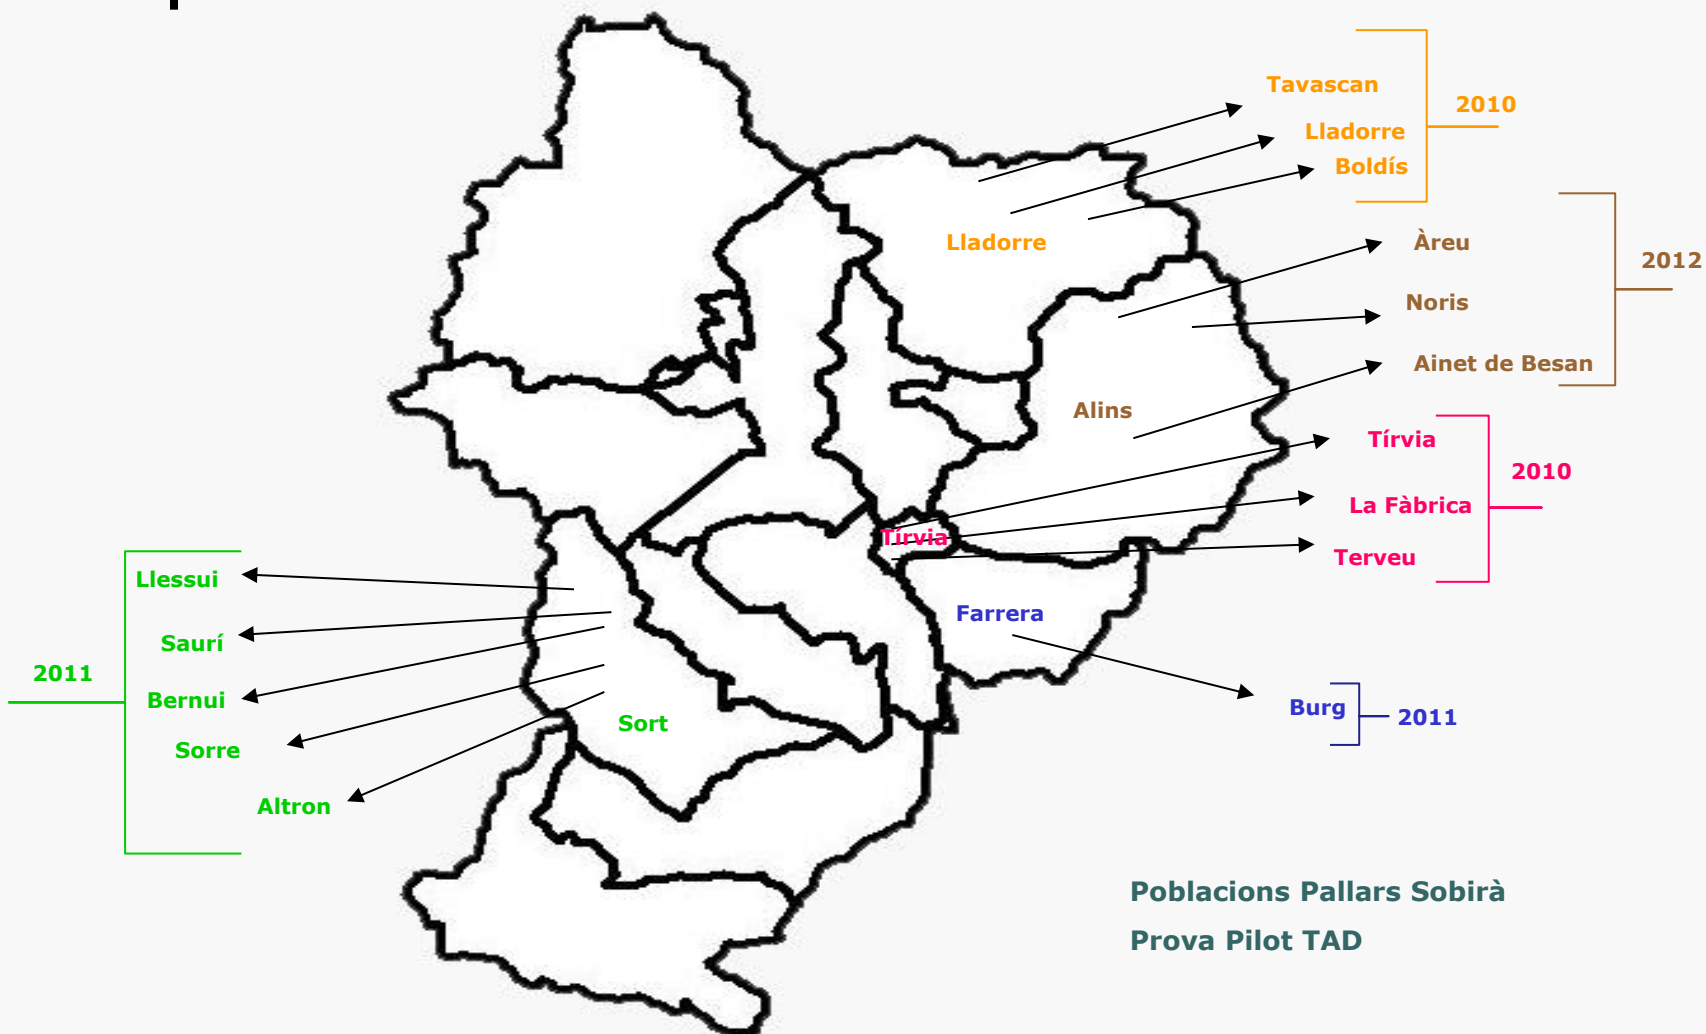 Tavascan
2010
Lladorre
Boldís
Lladorre
Àreu
2012
Noris
Ainet de Besan
Alins
Tírvia
2010
La Fàbrica
Tírvia
Terveu
Llessui
Farrera
Saurí
2011
Bernui
Burg
2011
Sort
Sorre
Altron
Poblacions Pallars Sobirà
Prova Pilot TAD